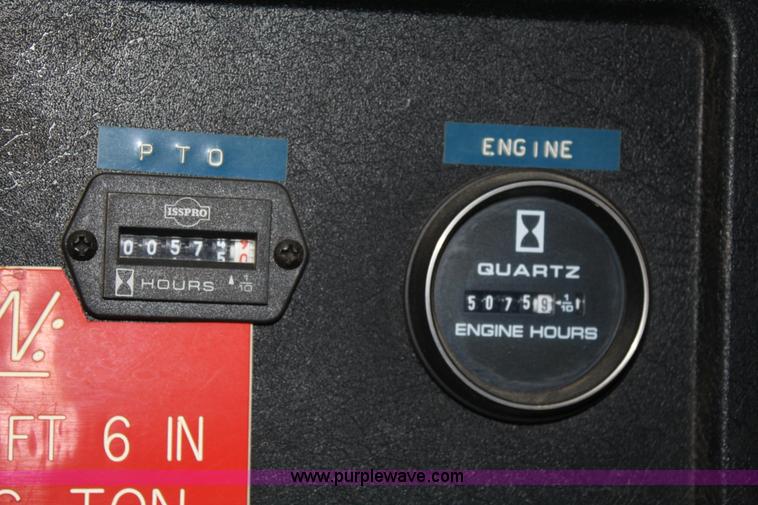 PTO
ENGINE
ISSPRO
HOURS
1/10
QUARTZ
5075 9 1/10
ENGINE HOURS
N:
FT 6 IN
TON
www.purplewave.com